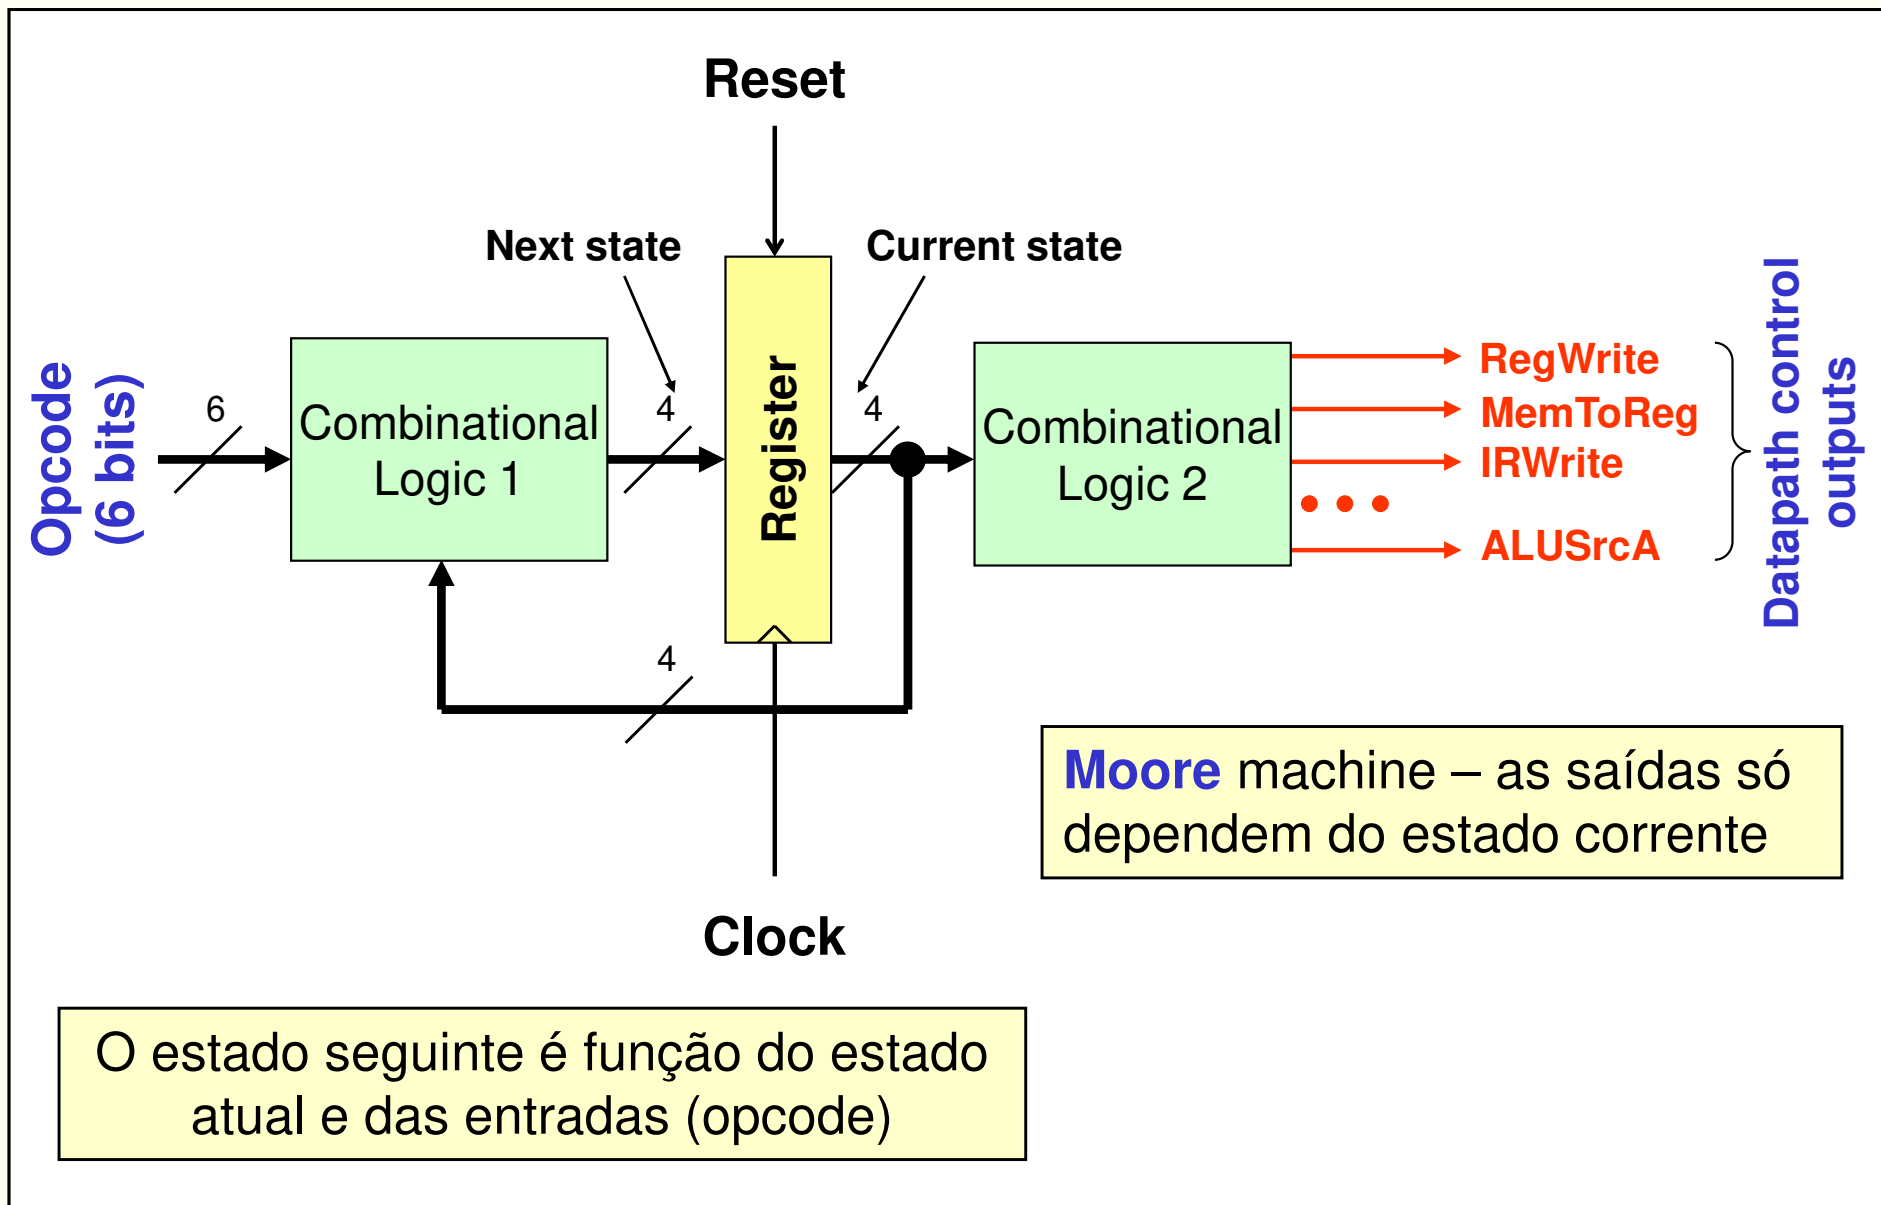 Reset
Next state
Current state
Opcode
(6 bits)
6
Combinational
Logic 1
4
Register
4
Combinational
Logic 2
RegWrite
MemToReg
IRWrite
• • •
ALUSrcA
Datapath control
outputs
4
Clock
Moore machine – as saídas só
dependem do estado corrente
O estado seguinte é função do estado
atual e das entradas (opcode)